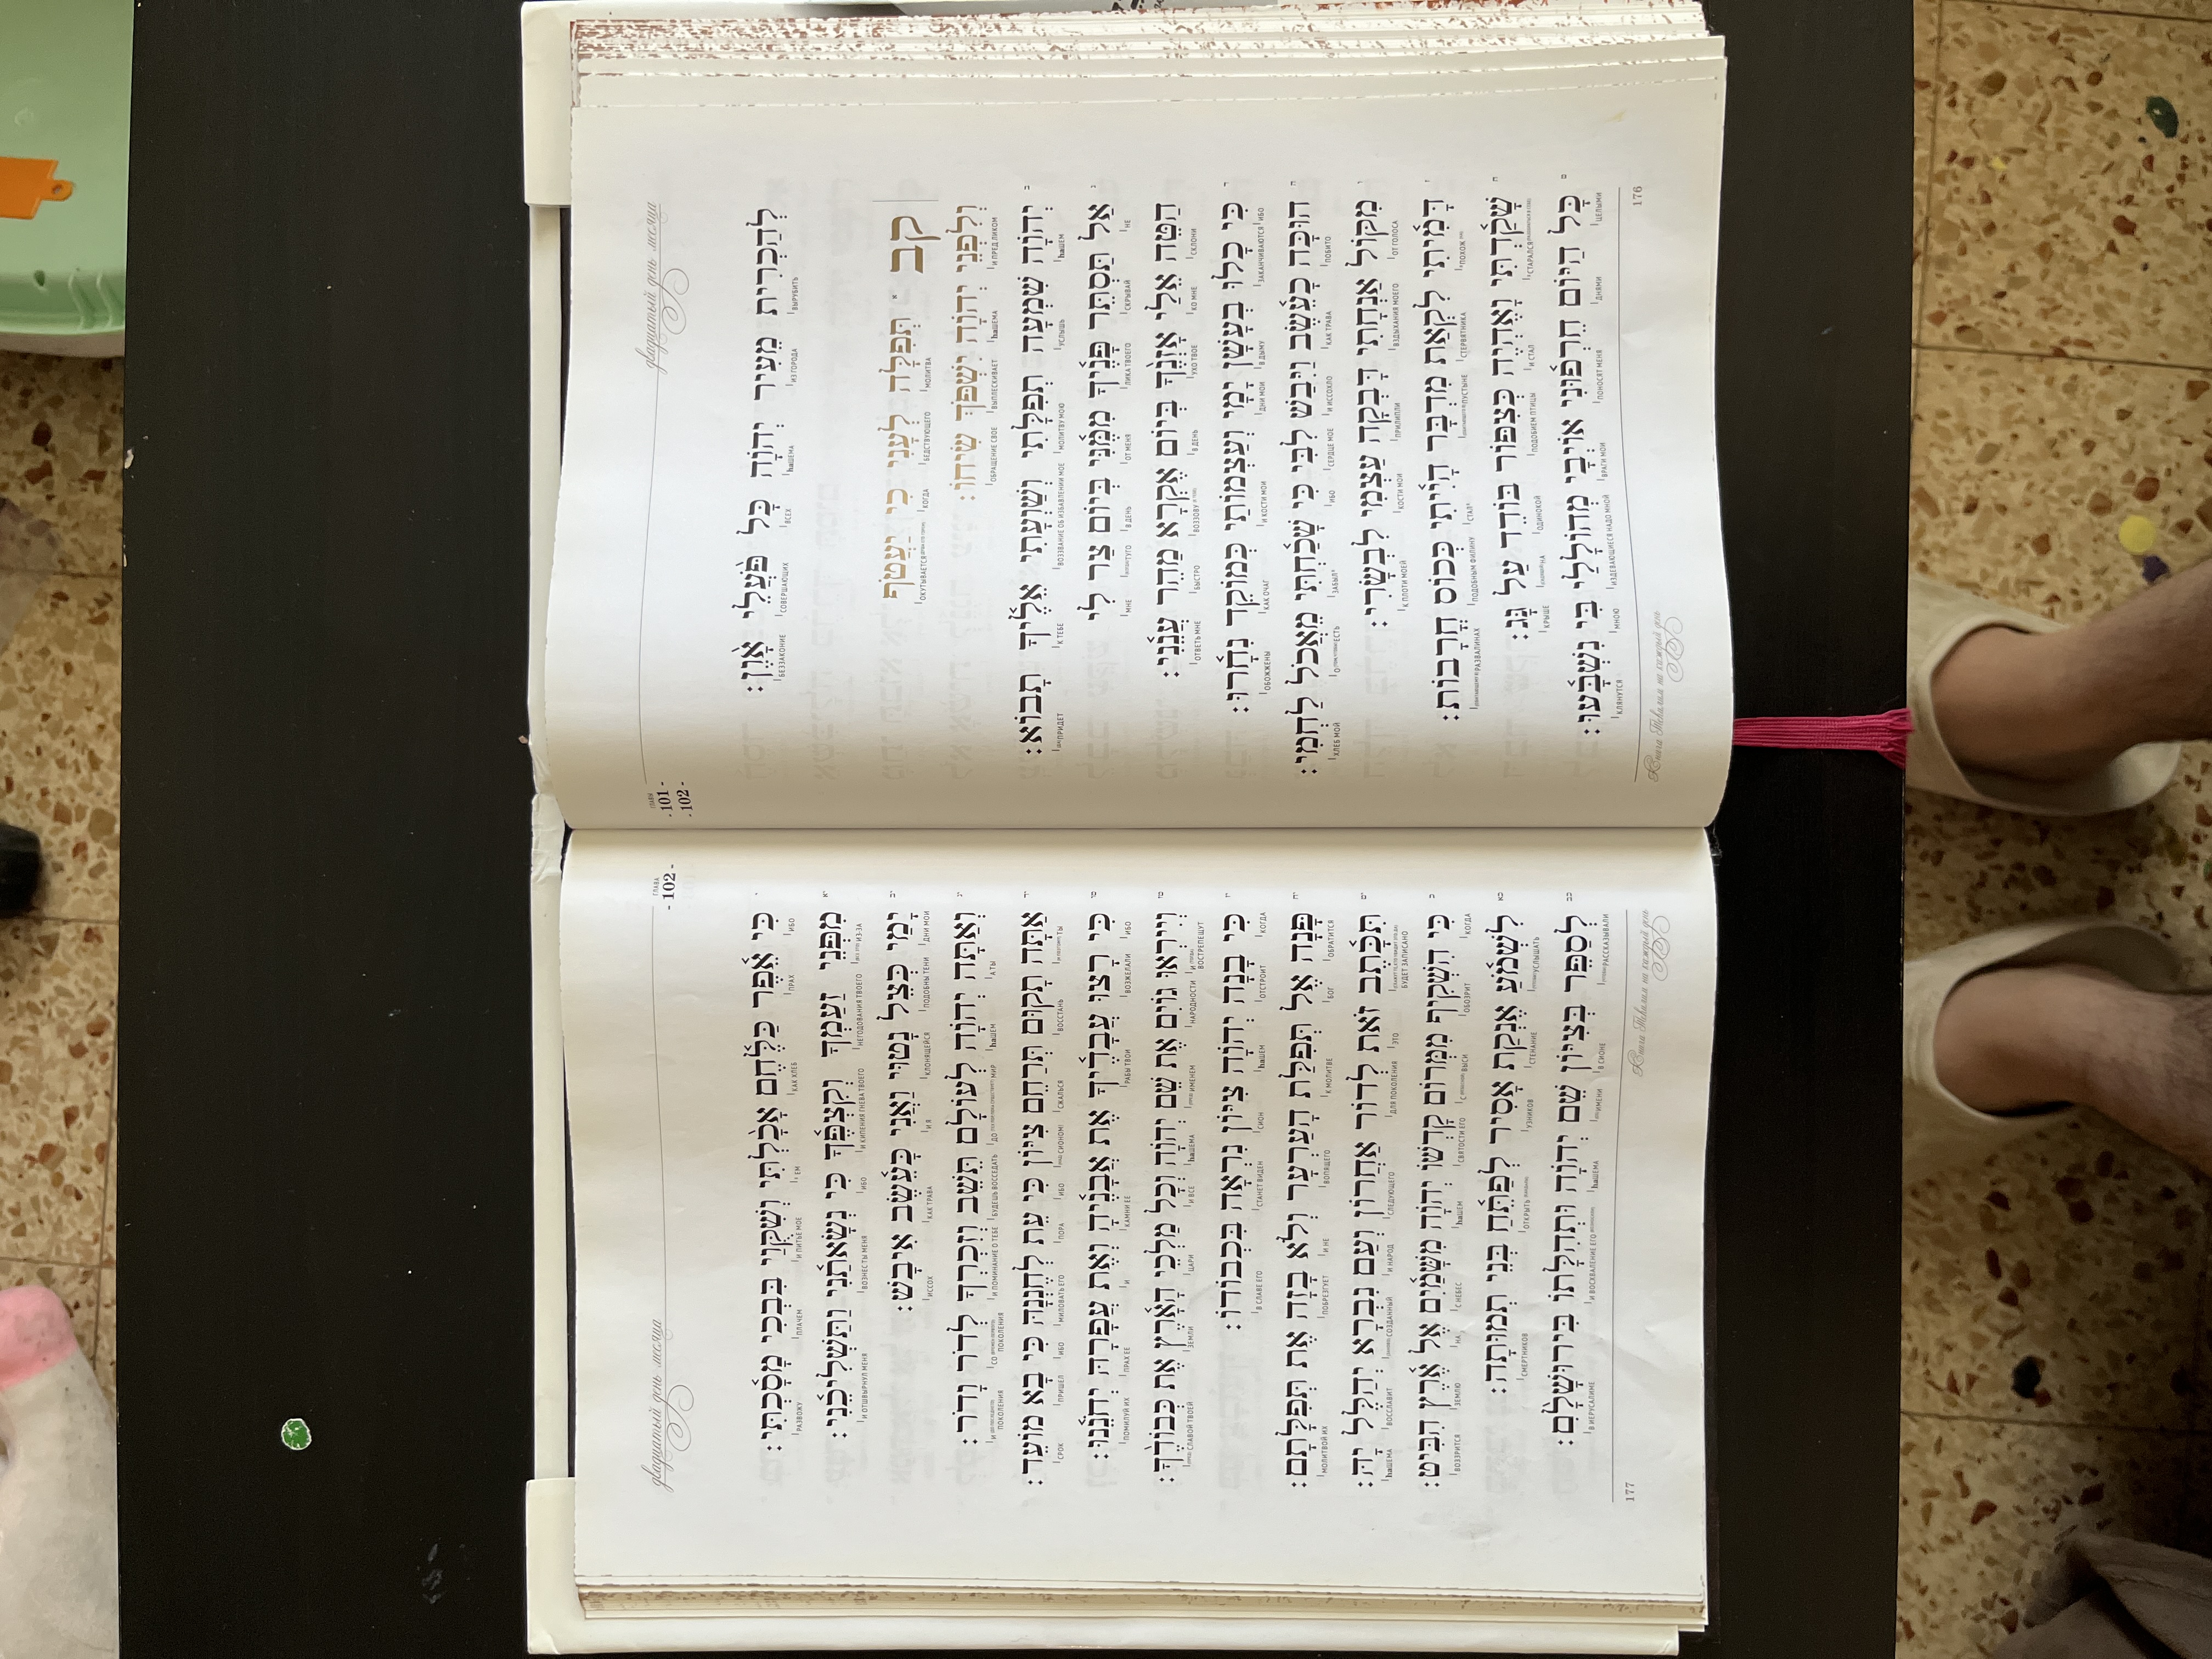 двадцатый день месяца
ГЛАВЫ
- 101 -
- 102 -
לְהַכְרִית מֵעִיר יְהוָֹה כָּל פֹּעֲלֵי אָוֶן:
ВЫРУБИТЬ ИЗ ГОРОДА haШЕМА ВСЕХ СОВЕРШАЮЩИХ БЕЗЗАКОНИЕ
קב א תְּפִלָּה לְעָנִי כִי יַעֲטֹף
МОЛИТВА БЕДСТВУЮЩЕГО КОГДА ОКУТЫВАЕТСЯ
וְלִפְנֵי יְהוָֹה יִשְׁפֹּךְ שִׂיחוֹ:
И ПРЕД ЛИКОМ haШЕМА ВЫПЛЕСКИВАЕТ ОБРАЩЕНИЕ СВОЕ
ב יְהוָֹה שִׁמְעָה תְפִלָּתִי וְשַׁוְעָתִי אֵלֶיךָ תָבוֹא:
haШЕМ УСЛЫШЬ МОЛИТВУ МОЮ ВОЗЗВАНИЕ ОБ ИЗБАВЛЕНИИ МОЕ К ТЕБЕ ПРИДЕТ
ג אַל תַּסְתֵּר פָּנֶיךָ מִמֶּנִּי בְּיוֹם צַר לִי
НЕ СКРЫВАЙ ЛИКА ТВОЕГО ОТ МЕНЯ В ДЕНЬ ТУГО МНЕ
הַטֵּה אֵלַי אָזְנֶךָ בְּיוֹם אֶקְרָא מַהֵר עֲנֵנִי:
СКЛОНИ КО МНЕ УХО ТВОЕ В ДЕНЬ ВОЗЗОВУ БЫСТРО ОТВЕТЬ МНЕ
ד כִּי כָלוּ בְעָשָׁן יָמָי וְעַצְמוֹתַי כְּמוֹקֵד נִחָרוּ:
ИБО ЗАКАНЧИВАЮТСЯ В ДЫМУ ДНИ МОИ И КОСТИ МОИ КАК ОЧАГ ОБОЖЖЕНЫ
ה הוּכָּה כָעֵשֶׂב וַיִּבַשׁ לִבִּי כִּי שָׁכַחְתִּי מֵאֲכֹל לַחְמִי:
ПОБИТО КАК ТРАВА И ИССОХЛО СЕРДЦЕ МОЕ ИБО ЗАБЫЛ О ЕСТЬ ХЛЕБ МОЙ
ו מִקּוֹל אַנְחָתִי דָּבְקָה עַצְמִי לִבְשָׂרִי:
ОТ ГОЛОСА ВЗДЫХАНИЯ МОЕГО ПРИЛИПЛИ КОСТИ МОИ К ПЛОТИ МОЕЙ
ז דָּמִיתִי לִקְאַת מִדְבָּר הָיִיתִי כְּכוֹס חֳרָבוֹת:
ПОХОЖ СТЕРВЯТНИКА ПУСТЫНЕ СТАЛ ПОДОБНЫМ ФИЛИНУ РАЗВАЛИНАХ
ח שָׁקַדְתִּי וָאֶהְיֶה כְּצִפּוֹר בּוֹדֵד עַל גָּג:
СТАРАЛСЯ И СТАЛ ПОДОБИЕМ ПТИЦЫ ОДИНОКОЙ НА КРЫШЕ
ט כָּל הַיּוֹם חֵרְפוּנִי אוֹיְבָי מְהוֹלָלַי בִּי נִשְׁבָּעוּ:
ЦЕЛЫМИ ДНЯМИ ПОНОСЯТ МЕНЯ ВРАГИ МОИ ИЗДЕВАЮЩИЕСЯ НАДО МНОЙ МНОЮ КЛЯНУТСЯ
176
Книга Тehилим на каждый день
двадцатый день месяца
ГЛАВА
- 102 -
י כִּי אֵפֶר כַּלֶּחֶם אָכָלְתִּי וְשִׁקֻּוַי בִּבְכִי מָסָכְתִּי:
ИБО ПРАХ КАК ХЛЕБ ЕМ И ПИТЬЕ МОЕ ПЛАЧЕМ РАЗВОЖУ
יא מִפְּנֵי זַעַמְךָ וְקִצְפֶּךָ כִּי נְשָׂאתַנִי וַתַּשְׁלִיכֵנִי:
ИЗ-ЗА НЕГОДОВАНИЯ ТВОЕГО И КИПЕНИЯ ГНЕВА ТВОЕГО ИБО ВОЗНЕС ТЫ МЕНЯ И ОТШВЫРНУЛ МЕНЯ
יב יָמַי כְּצֵל נָטוּי וַאֲנִי כָּעֵשֶׂב אִיבָשׁ:
ДНИ МОИ ПОДОБНЫ ТЕНИ КЛОНЯЩЕЙСЯ И Я КАК ТРАВА ИССОХ
יג וְאַתָּה יְהוָֹה לְעוֹלָם תֵּשֵׁב וְזִכְרְךָ לְדֹר וָדֹר:
А ТЫ haШЕМ ДО МИР БУДЕШЬ ВОССЕДАТЬ И ПОМИНАНИЕ О ТЕБЕ СО ПОКОЛЕНИЯ И ПОКОЛЕНИЯ
יד אַתָּה תָקוּם תְּרַחֵם צִיּוֹן כִּי עֵת לְחֶנְנָהּ כִּי בָא מוֹעֵד:
ТЫ ВОССТАНЬ СЖАЛЬСЯ СИОНОМ! ИБО ПОРА МИЛОВАТЬ ЕГО ИБО ПРИШЕЛ СРОК
טו כִּי רָצוּ עֲבָדֶיךָ אֶת אֲבָנֶיהָ וְאֶת עֲפָרָהּ יְחֹנֵנוּ:
ИБО ВОЗЖЕЛАЛИ РАБЫ ТВОИ КАМНИ ЕЕ И ПРАХ ЕЕ ПОМИЛУЙ ИХ
טז וְיִירְאוּ גוֹיִם אֶת שֵׁם יְהוָֹה וְכָל מַלְכֵי הָאָרֶץ אֶת כְּבוֹדֶךָ:
И ВОСТРЕПЕЩУТ НАРОДНОСТИ ИМЕНЕМ haШЕМА И ВСЕ ЦАРИ ЗЕМЛИ СЛАВОЙ ТВОЕЙ
יז כִּי בָנָה יְהוָֹה צִיּוֹן נִרְאָה בִּכְבוֹדוֹ:
КОГДА ОТСТРОИТ haШЕМ СИОН СТАНЕТ ВИДЕН В СЛАВЕ ЕГО
יח פָּנָה אֶל תְּפִלַּת הָעַרְעָר וְלֹא בָזָה אֶת תְּפִלָּתָם:
ОБРАТИТСЯ БОГ К МОЛИТВЕ ВОПЯЩЕГО И НЕ ПОБРЕЗГУЕТ МОЛИТВОЙ ИХ
יט תִּכָּתֶב זֹאת לְדוֹר אַחֲרוֹן וְעַם נִבְרָא יְהַלֶּל יָהּ:
БУДЕТ ЗАПИСАНО ЭТО ДЛЯ ПОКОЛЕНИЯ СЛЕДУЮЩЕГО И НАРОД СОЗДАННЫЙ ВОССЛАВИТ haШЕМА
כ כִּי הִשְׁקִיף מִמְּרוֹם קָדְשׁוֹ יְהוָֹה מִשָּׁמַיִם אֶל אֶרֶץ הִבִּיט:
КОГДА ОБОЗРИТ С ВЫСИ СВЯТОСТИ ЕГО haШЕМ С НЕБЕС НА ЗЕМЛЮ ВОЗЗРИТСЯ
כא לִשְׁמֹעַ אֶנְקַת אָסִיר לְפַתֵּחַ בְּנֵי תְמוּתָה:
УСЛЫШАТЬ СТЕНАНИЕ УЗНИКОВ ОТКРЫТЬ СМЕРТНИКОВ
כב לְסַפֵּר בְּצִיּוֹן שֵׁם יְהוָֹה וּתְהִלָּתוֹ בִּירוּשָׁלִָם:
РАССКАЗЫВАЛИ В СИОНЕ ИМЕНИ haШЕМА И ВОСХВАЛЕНИЕ ЕГО В ИЕРУСАЛИМЕ
177
Книга Тehилим на каждый день